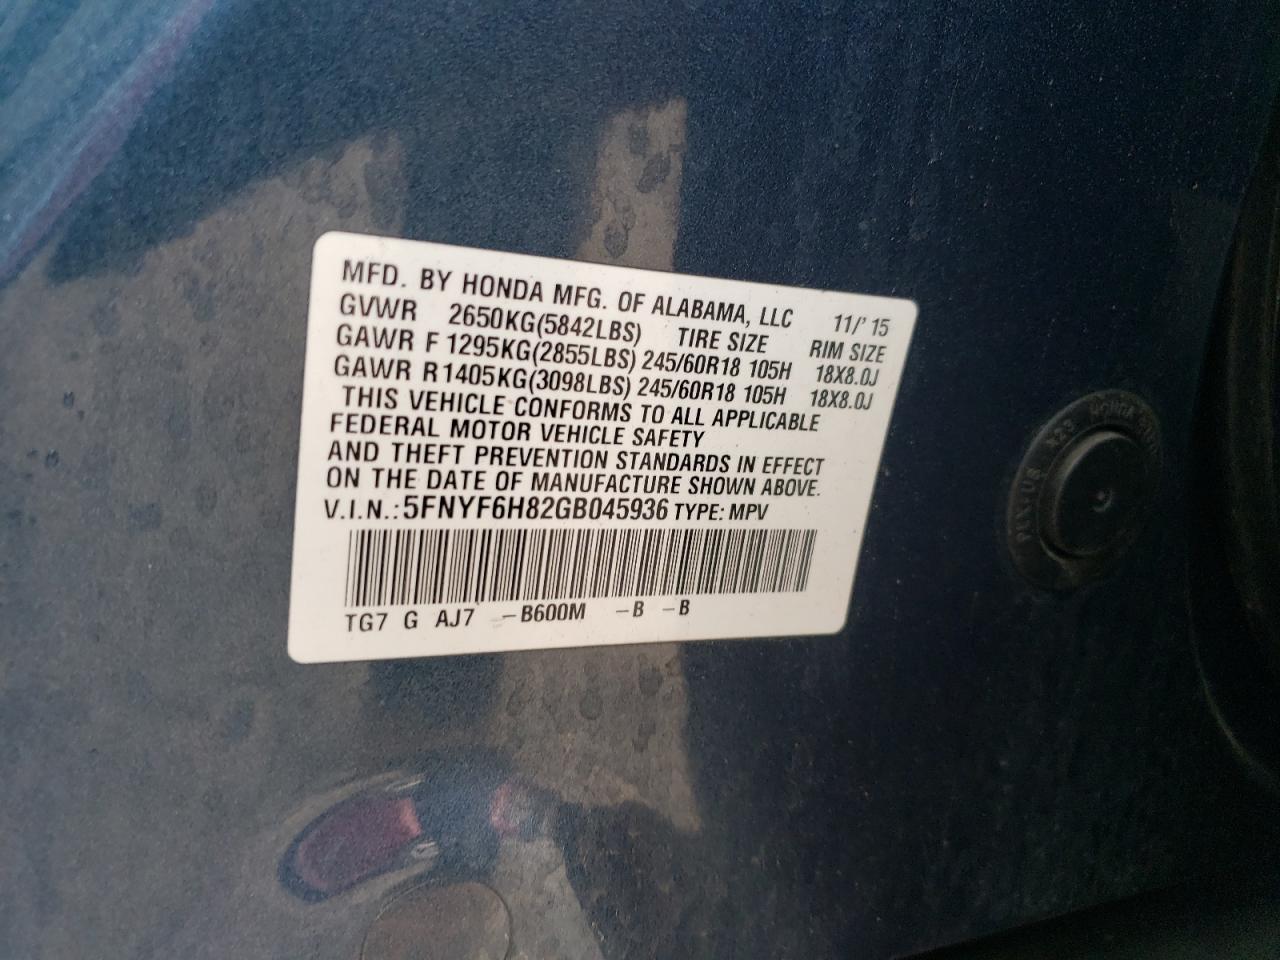 MFD. BY HONDA MFG. OF ALABAMA, LLC 11/'15
GVWR 2650KG(5842LBS) TIRE SIZE RIM SIZE
GAWR F 1295KG(2855LBS) 245/60R18 105H 18X8.0J
GAWR R1405KG(3098LBS) 245/60R18 105H 18X8.0J
THIS VEHICLE CONFORMS TO ALL APPLICABLE
FEDERAL MOTOR VEHICLE SAFETY
AND THEFT PREVENTION STANDARDS IN EFFECT
ON THE DATE OF MANUFACTURE SHOWN ABOVE.
V.I.N.:5FNYF6H82GB045936 TYPE: MPV
TG7 G AJ7 –B600M –B –B
HONDA